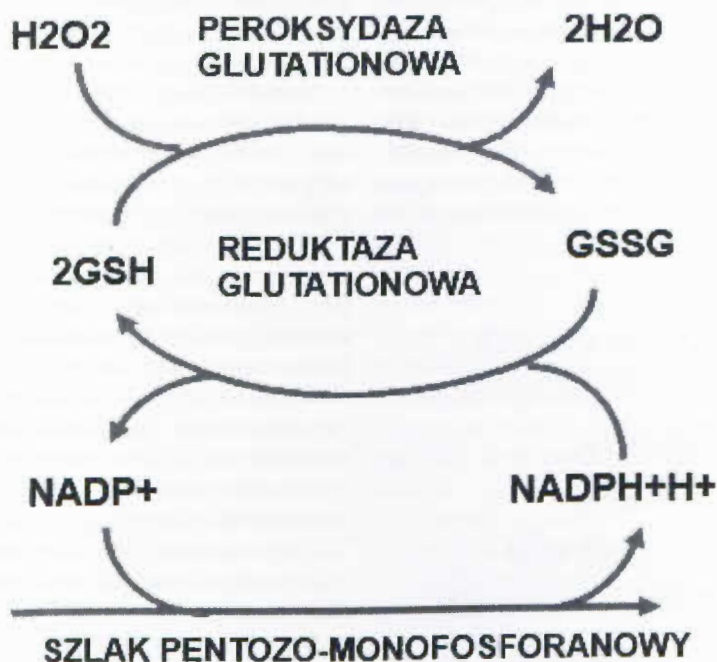 H2O2
PEROKSYDAZA
GLUTATIONOWA
2H2O
2GSH
REDUKTAZA
GLUTATIONOWA
GSSG
NADP+
NADPH+H+
SZLAK PENTOZO-MONOFOSFORANOWY